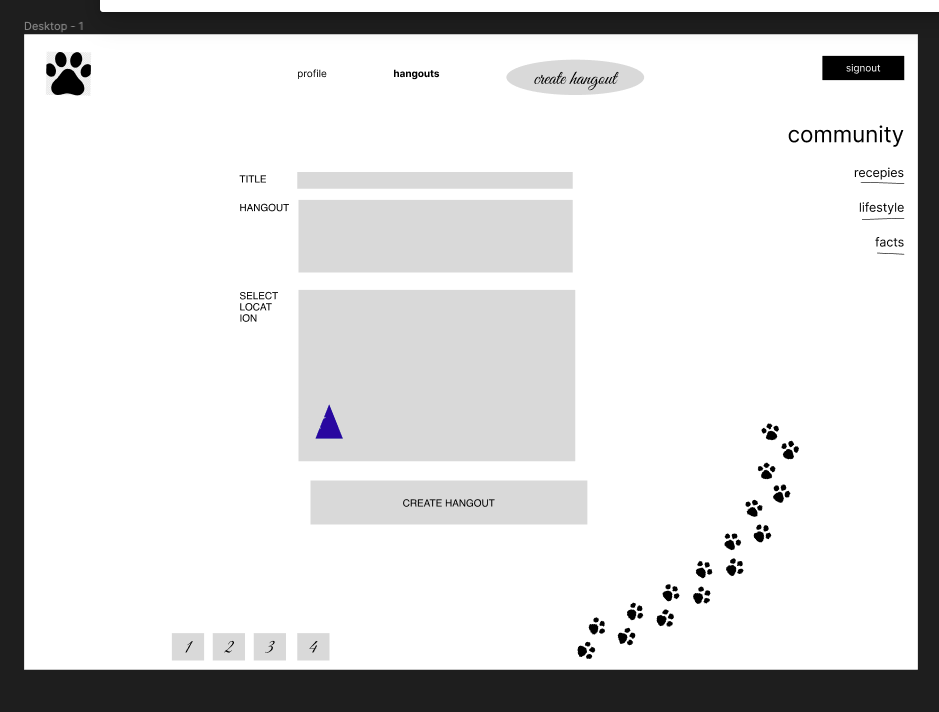 Desktop - 1
profile
hangouts
create hangout
signout
community
recepies
lifestyle
facts
TITLE
HANGOUT
SELECT
LOCAT
ION
CREATE HANGOUT
1
2
3
4